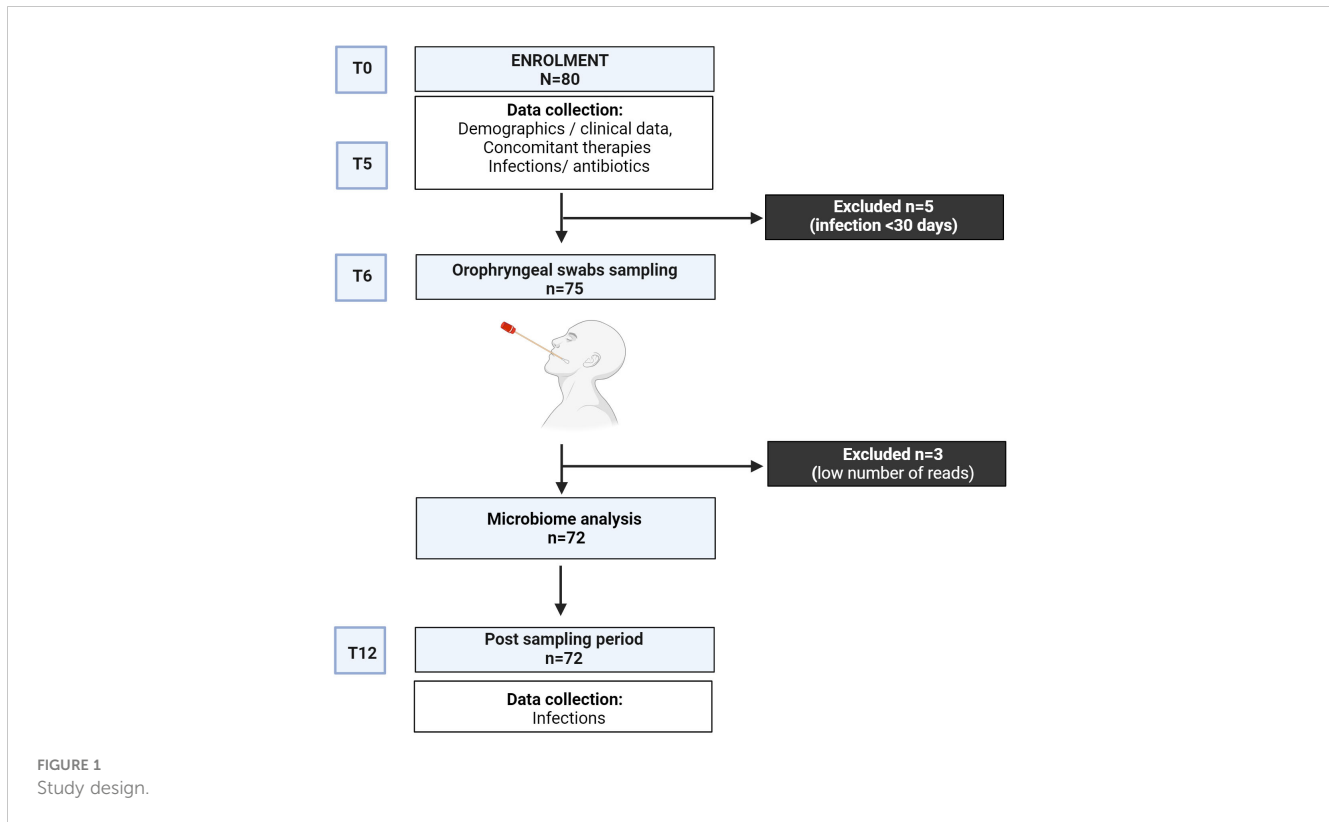 T0
ENROLMENT
N=80
Data collection:
Demographics / clinical data,
Concomitant therapies
Infections/ antibiotics
T5
Excluded n=5
(infection <30 days)
T6
Orophryngeal swabs sampling
n=75
Excluded n=3
(low number of reads)
Microbiome analysis
n=72
T12
Post sampling period
n=72
Data collection:
Infections
FIGURE 1
Study design.